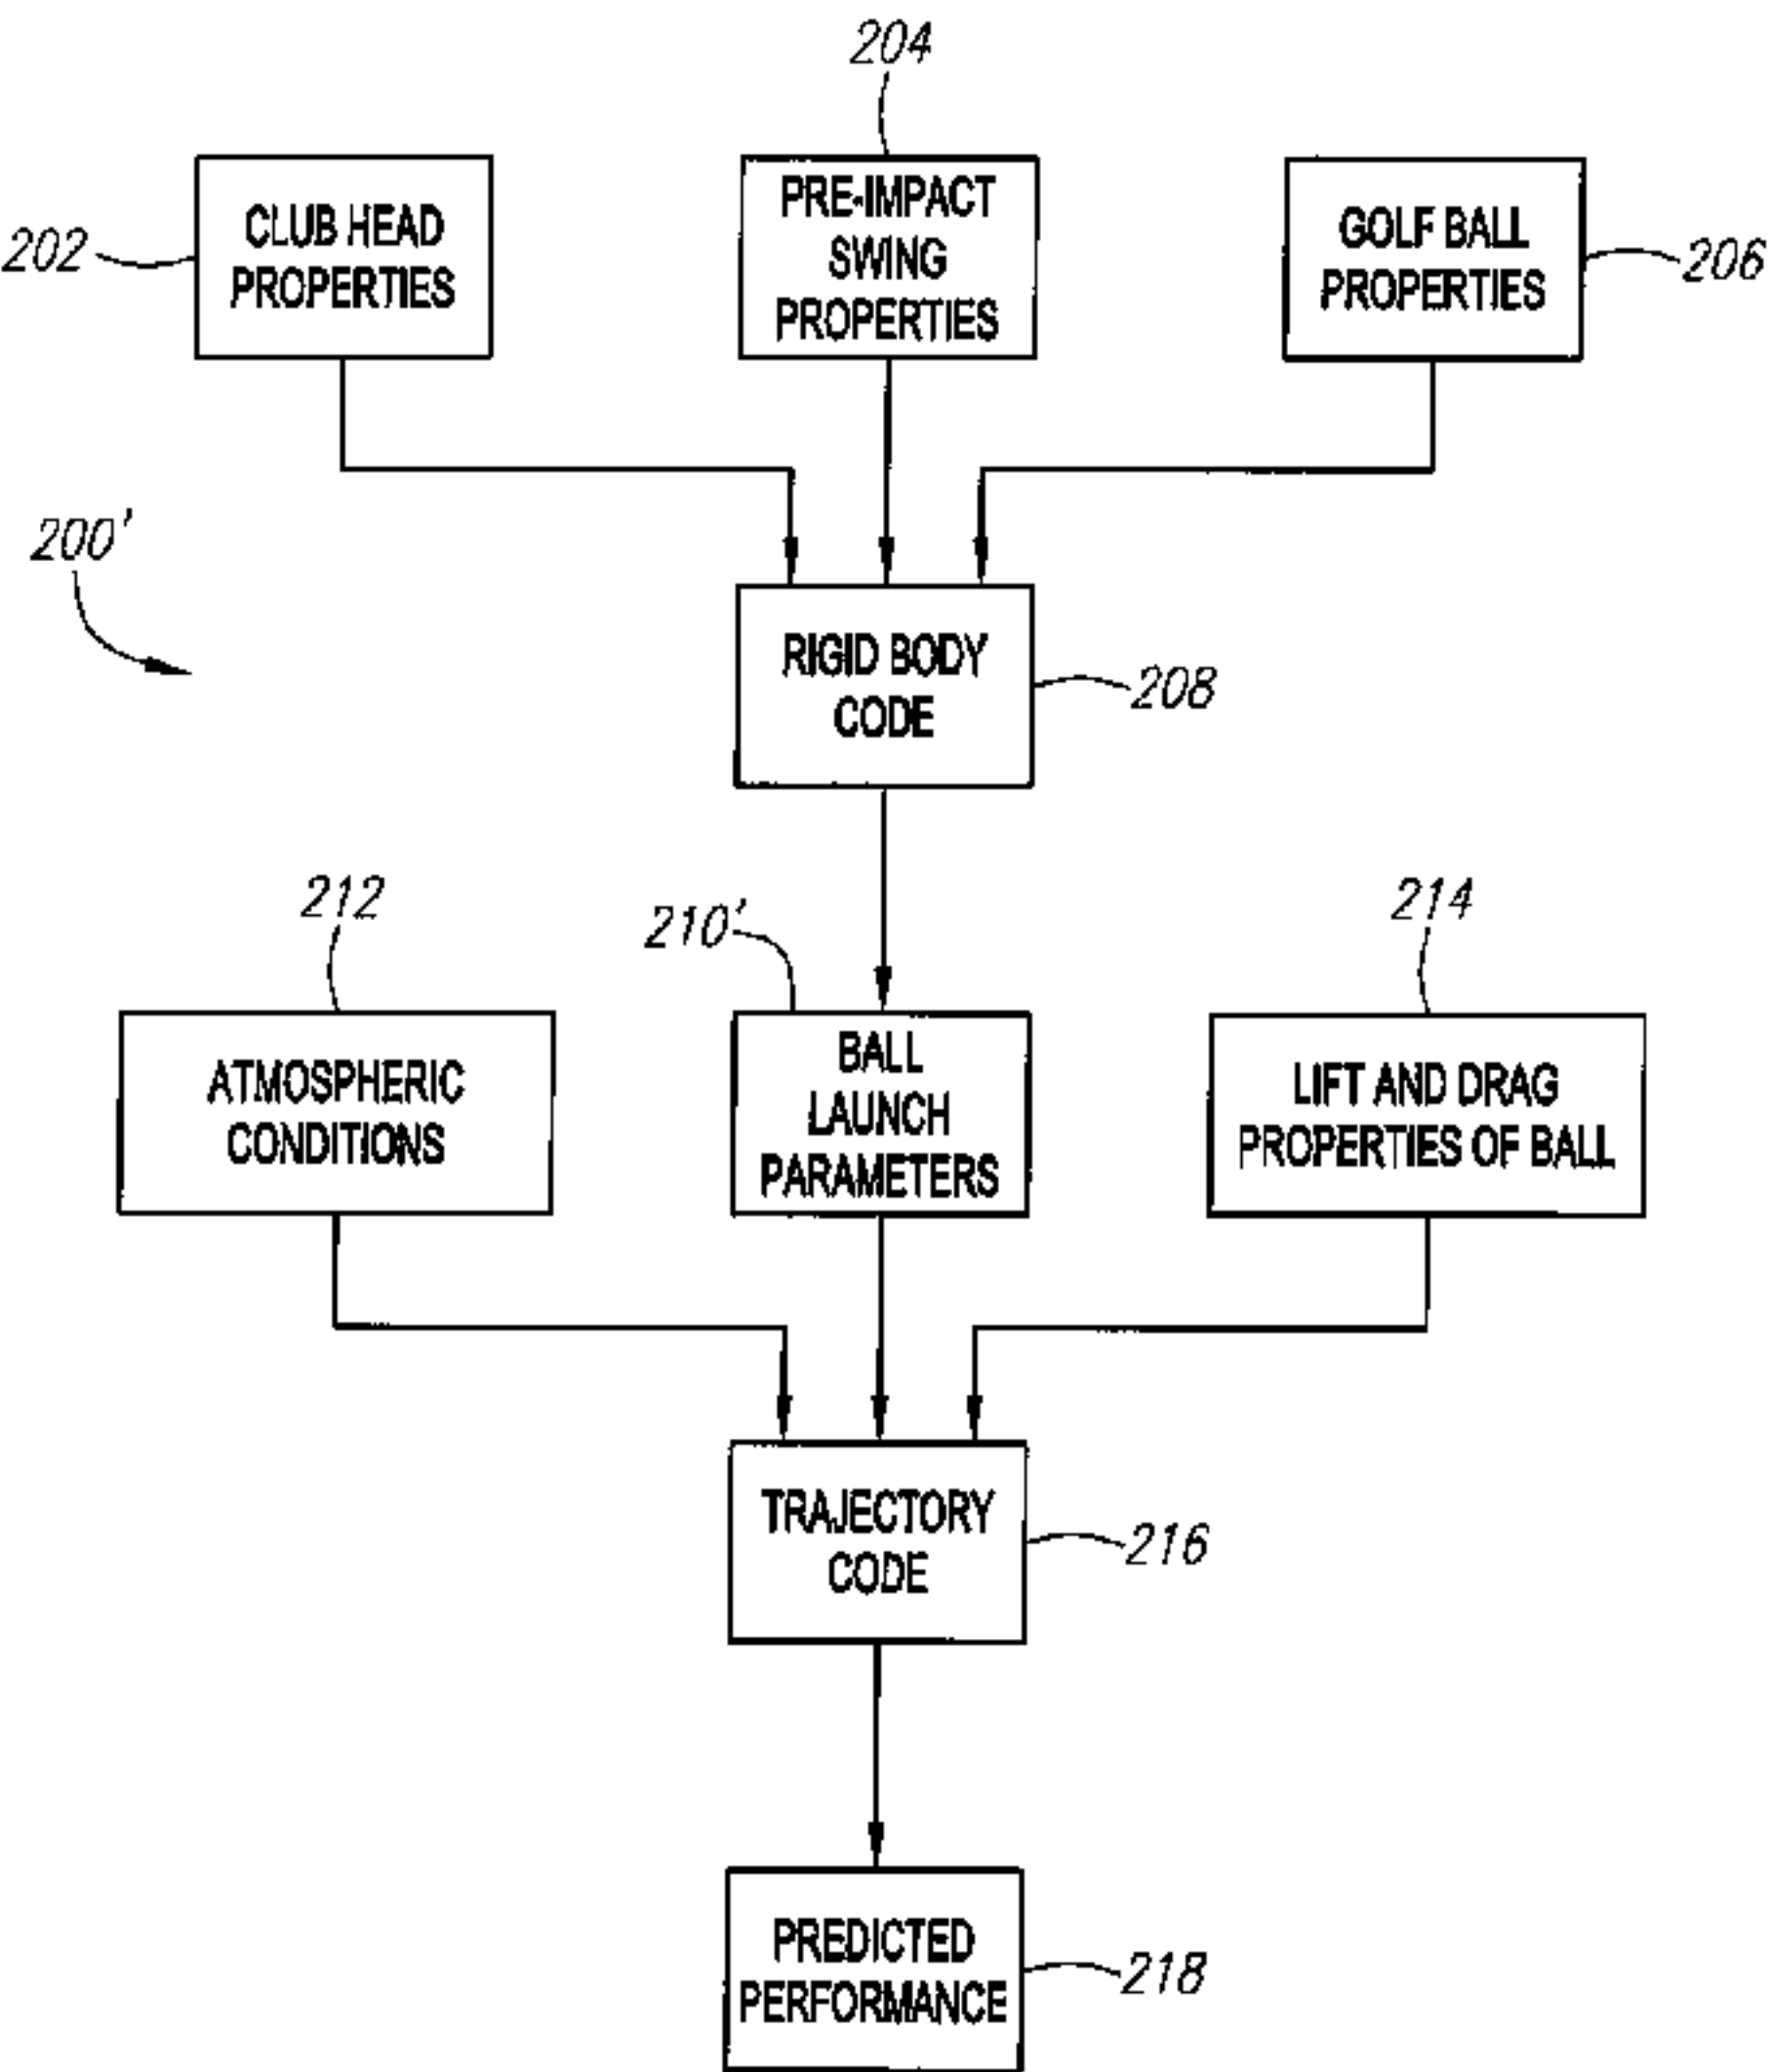 204
CLUB HEAD
PROPERTIES
PRE-IMPACT
SWING
PROPERTIES
GOLF BALL
PROPERTIES
202
206
200'
RIGID BODY
CODE
208
212
210'
214
ATMOSPHERIC
CONDITIONS
BALL
LAUNCH
PARAMETERS
LIFT AND DRAG
PROPERTIES OF BALL
TRAJECTORY
CODE
216
PREDICTED
PERFORMANCE
218